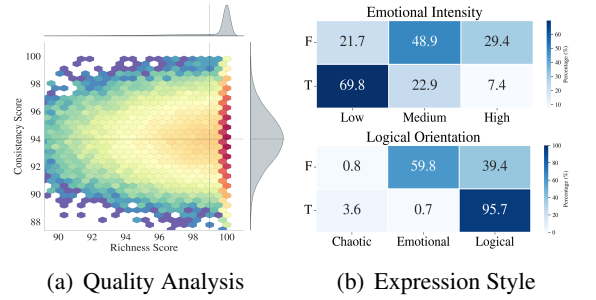 100
98
96
94
92
90
88
Consistency Score
90 92 94 96 98 100
Richness Score
(a) Quality Analysis
Emotional Intensity
F 21.7 48.9 29.4
T 69.8 22.9 7.4
Low Medium High
60
50
40
30
20
10
Percentage (%)
Logical Orientation
F 0.8 59.8 39.4
T 3.6 0.7 95.7
Chaotic Emotional Logical
100
80
60
40
20
0
Percentage (%)
(b) Expression Style